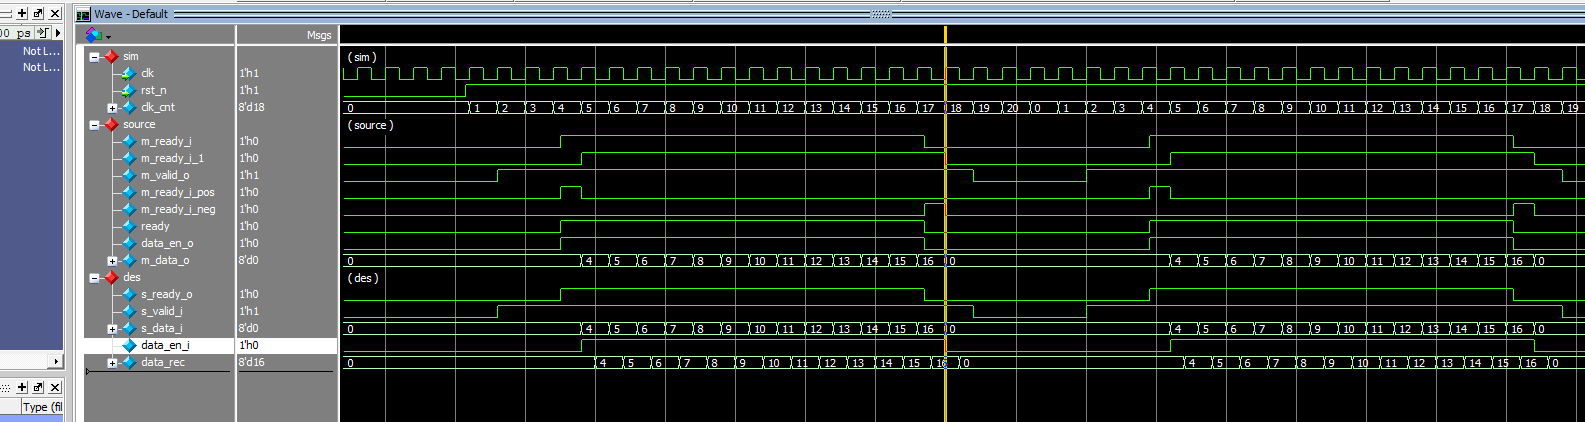 Wave - Default
00 ps
Not L...
Not L...
Msgs
sim
( sim )
clk 1'h1
rst_n 1'h1
clk_cnt 8'd18 0 1 2 3 4 5 6 7 8 9 10 11 12 13 14 15 16 17 18 19 20 0 1 2 3 4 5 6 7 8 9 10 11 12 13 14 15 16 17 18 19
source
( source )
m_ready_i 1'h0
m_ready_i_1 1'h0
m_valid_o 1'h1
m_ready_i_pos 1'h0
m_ready_i_neg 1'h0
ready 1'h0
data_en_o 1'h0
m_data_o 8'd0 0 4 5 6 7 8 9 10 11 12 13 14 15 16 0 4 5 6 7 8 9 10 11 12 13 14 15 16 0
des
( des )
s_ready_o 1'h0
s_valid_i 1'h1
s_data_i 8'd0 0 4 5 6 7 8 9 10 11 12 13 14 15 16 0 4 5 6 7 8 9 10 11 12 13 14 15 16 0
data_en_i 1'h0
data_rec 8'd16 0 4 5 6 7 8 9 10 11 12 13 14 15 16 0 4 5 6 7 8 9 10 11 12 13 14 15 16 0
Type (fil